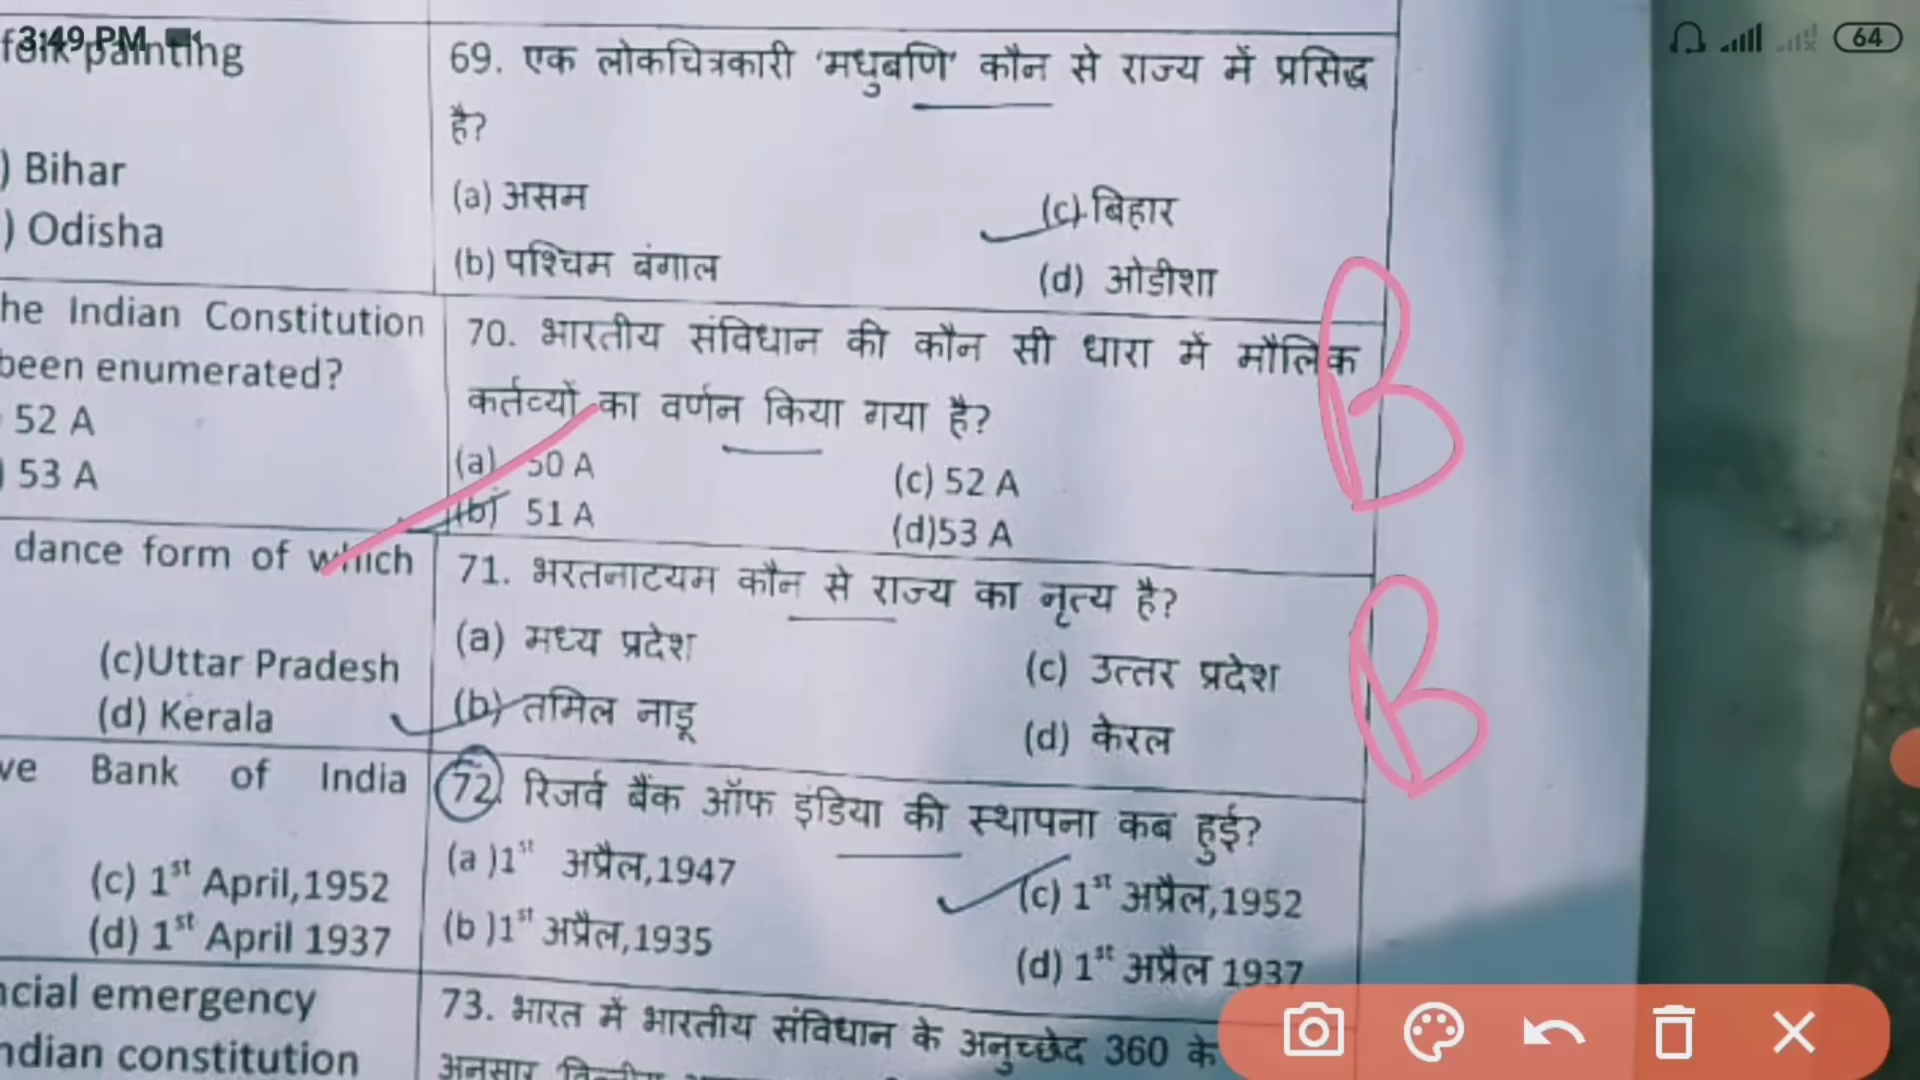 3:49 PM
64
folk painting
) Bihar
) Odisha
69. एक लोकचित्रकारी 'मधुबणि' कौन से राज्य में प्रसिद्ध
है?
(a) असम
(c) बिहार
(b) पश्चिम बंगाल
(d) ओडीशा
he Indian Constitution
been enumerated?
52 A
53 A
70. भारतीय संविधान की कौन सी धारा में मौलिक
कर्तव्यों का वर्णन किया गया है?
(a) 50 A
(c) 52 A
(b) 51 A
(d)53 A
B
dance form of which
(c)Uttar Pradesh
(d) Kerala
71. भरतनाटयम कौन से राज्य का नृत्य है?
(a) मध्य प्रदेश
(c) उत्तर प्रदेश
(b) तमिल नाडू
(d) केरल
B
ve Bank of India
(c) 1st April,1952
(d) 1st April 1937
72. रिजर्व बैंक ऑफ इंडिया की स्थापना कब हुई?
(a )1st अप्रैल,1947
(c) 1st अप्रैल,1952
(b )1st अप्रैल,1935
(d) 1st अप्रैल 1937
ncial emergency
ndian constitution
73. भारत में भारतीय संविधान के अनुच्छेद 360 के
अनुसार